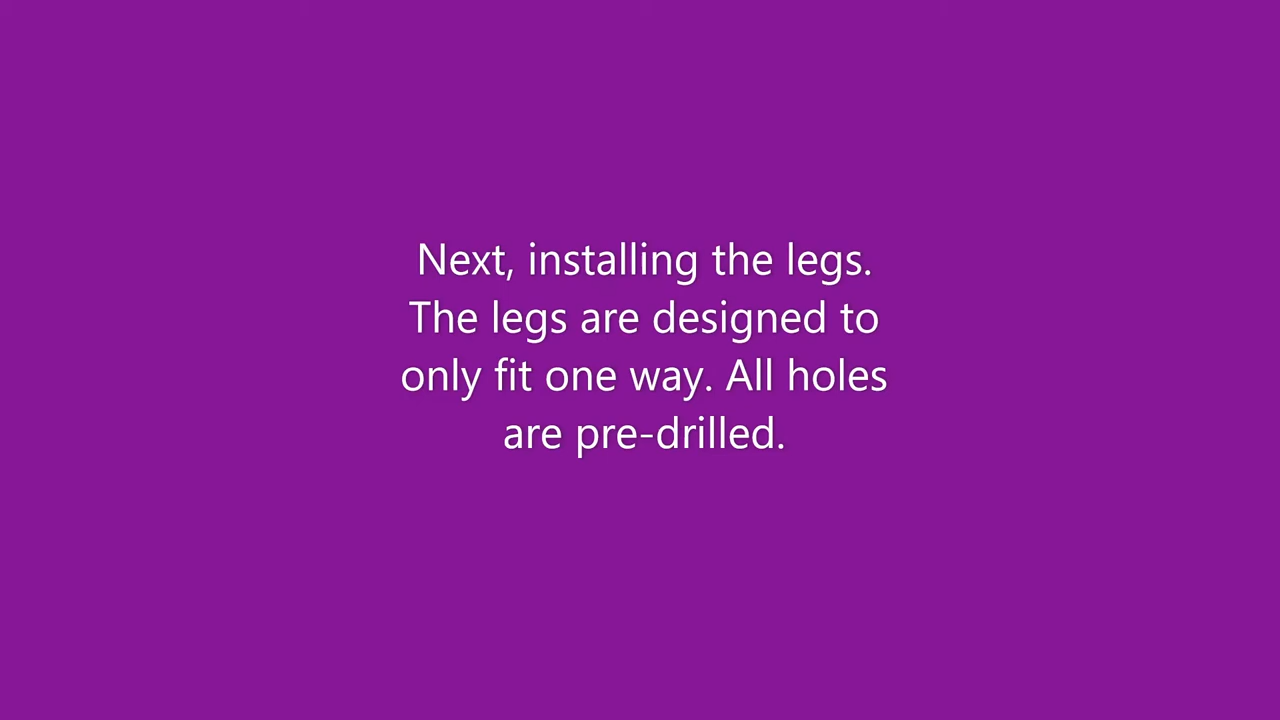 Next, installing the legs.
The legs are designed to
only fit one way. All holes
are pre-drilled.